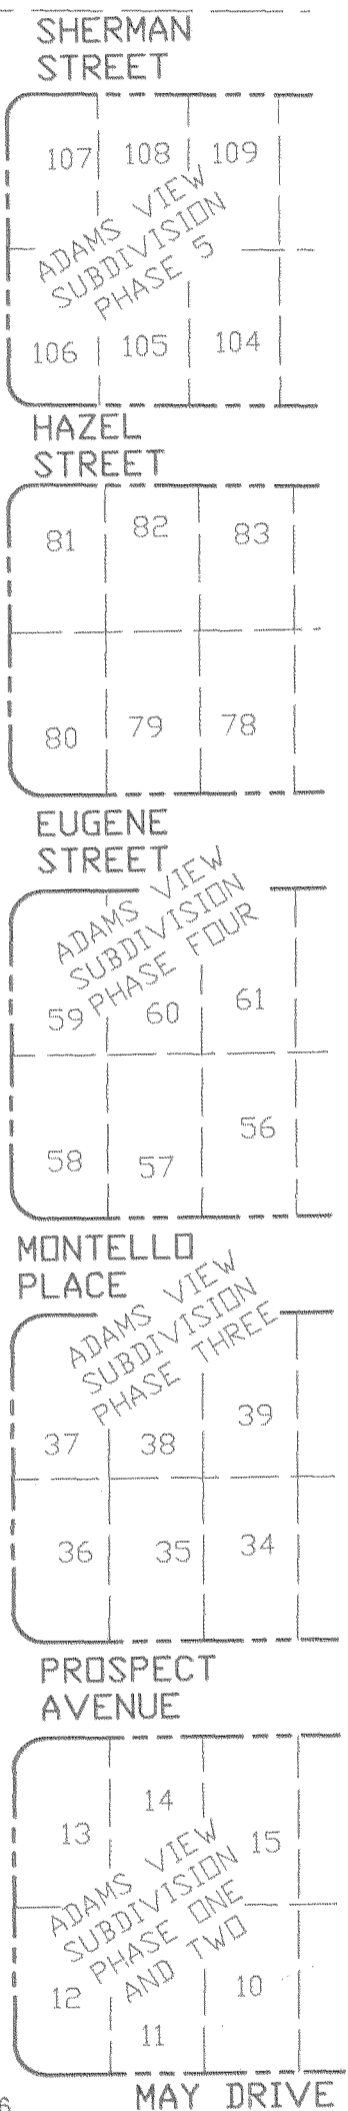 SHERMAN
STREET
107 108 109
ADAMS VIEW
SUBDIVISION
PHASE 5
106 105 104
HAZEL
STREET
81 82 83
80 79 78
EUGENE
STREET
ADAMS VIEW
SUBDIVISION
PHASE FOUR
59 60 61
58 57 56
MONTELLO
PLACE
ADAMS VIEW
SUBDIVISION
PHASE THREE
37 38 39
36 35 34
PROSPECT
AVENUE
13 14 15
ADAMS VIEW
SUBDIVISION
PHASE ONE
AND TWO
12 11 10
MAY DRIVE
6